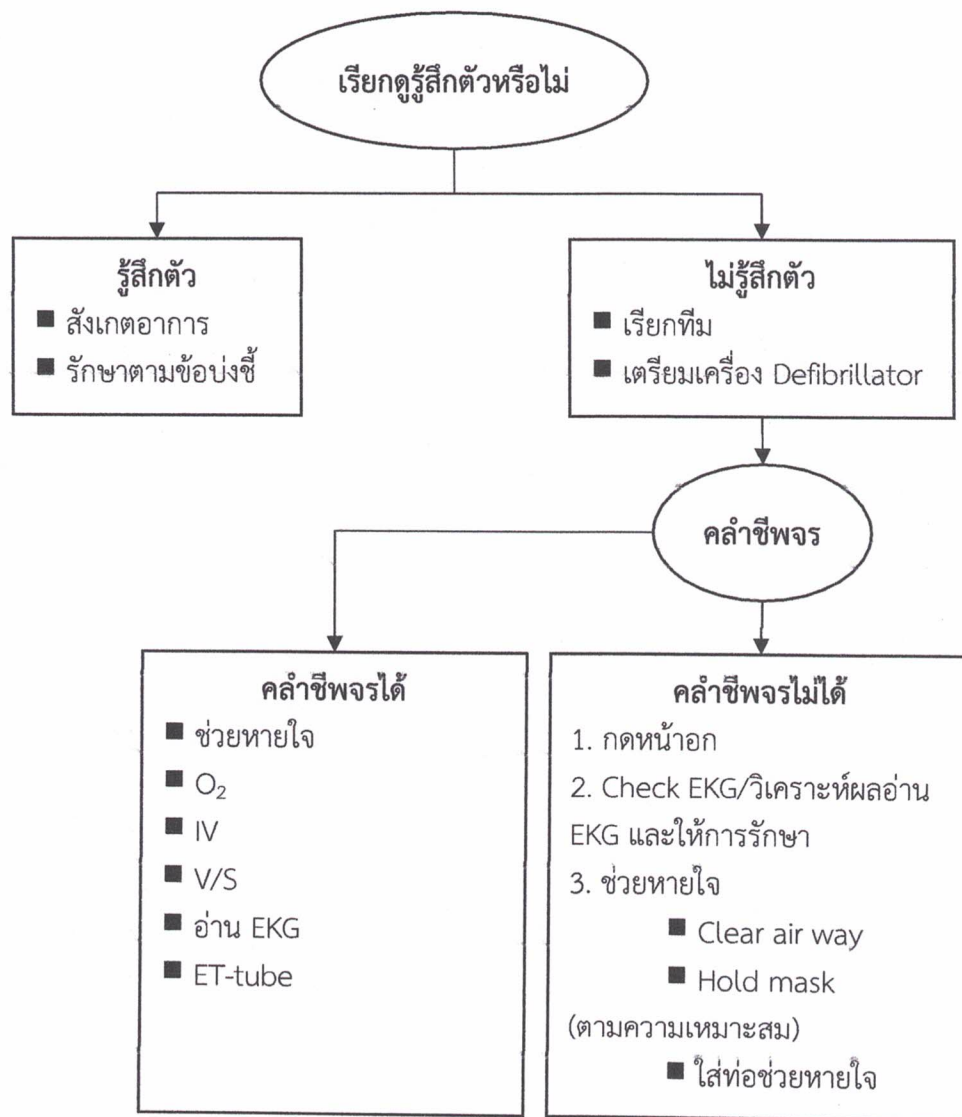 เรียกดูรู้สึกตัวหรือไม่
รู้สึกตัว
■ สังเกตอาการ
■ รักษาตามข้อบ่งชี้
ไม่รู้สึกตัว
■ เรียกทีม
■ เตรียมเครื่อง Defibrillator
คลำชีพจร
คลำชีพจรได้
■ ช่วยหายใจ
■ O₂
■ IV
■ V/S
■ อ่าน EKG
■ ET-tube
คลำชีพจรไม่ได้
1. กดหน้าอก
2. Check EKG/วิเคราะห์ผลอ่าน
EKG และให้การรักษา
3. ช่วยหายใจ
■ Clear air way
■ Hold mask
(ตามความเหมาะสม)
■ ใส่ท่อช่วยหายใจ